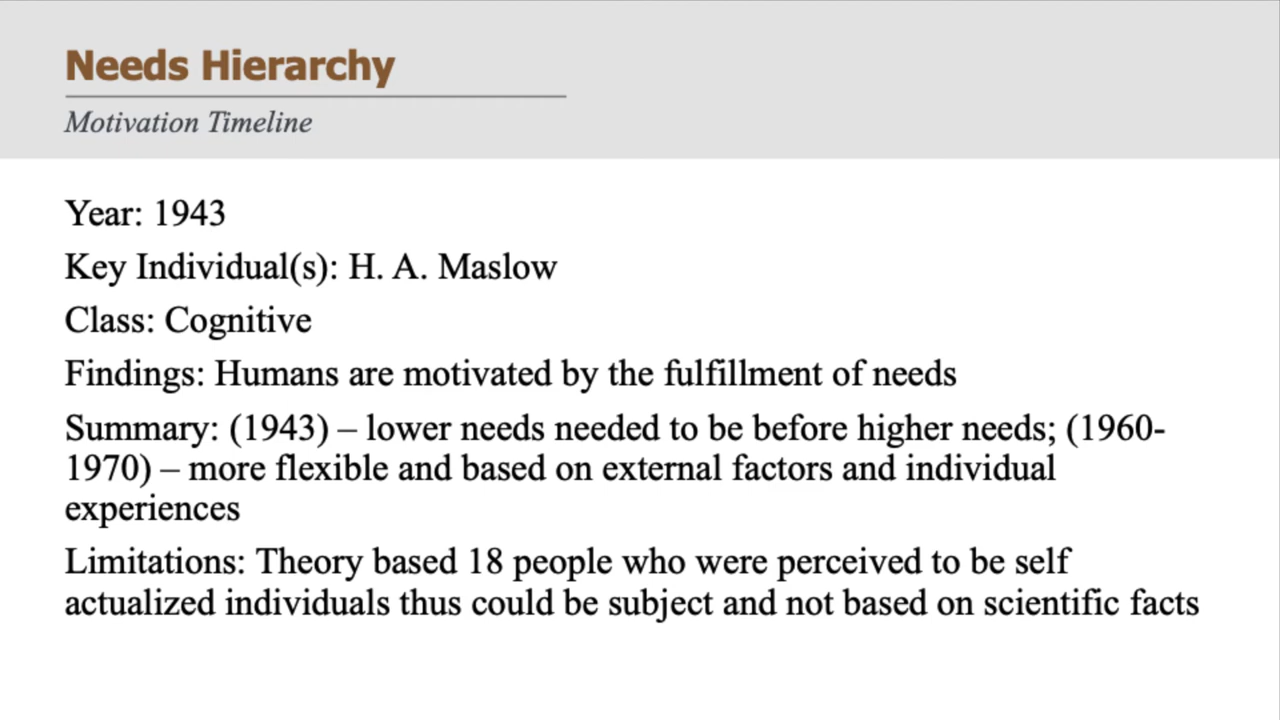 Needs Hierarchy
Motivation Timeline
Year: 1943
Key Individual(s): H. A. Maslow
Class: Cognitive
Findings: Humans are motivated by the fulfillment of needs
Summary: (1943) – lower needs needed to be before higher needs; (1960-
1970) – more flexible and based on external factors and individual
experiences
Limitations: Theory based 18 people who were perceived to be self
actualized individuals thus could be subject and not based on scientific facts